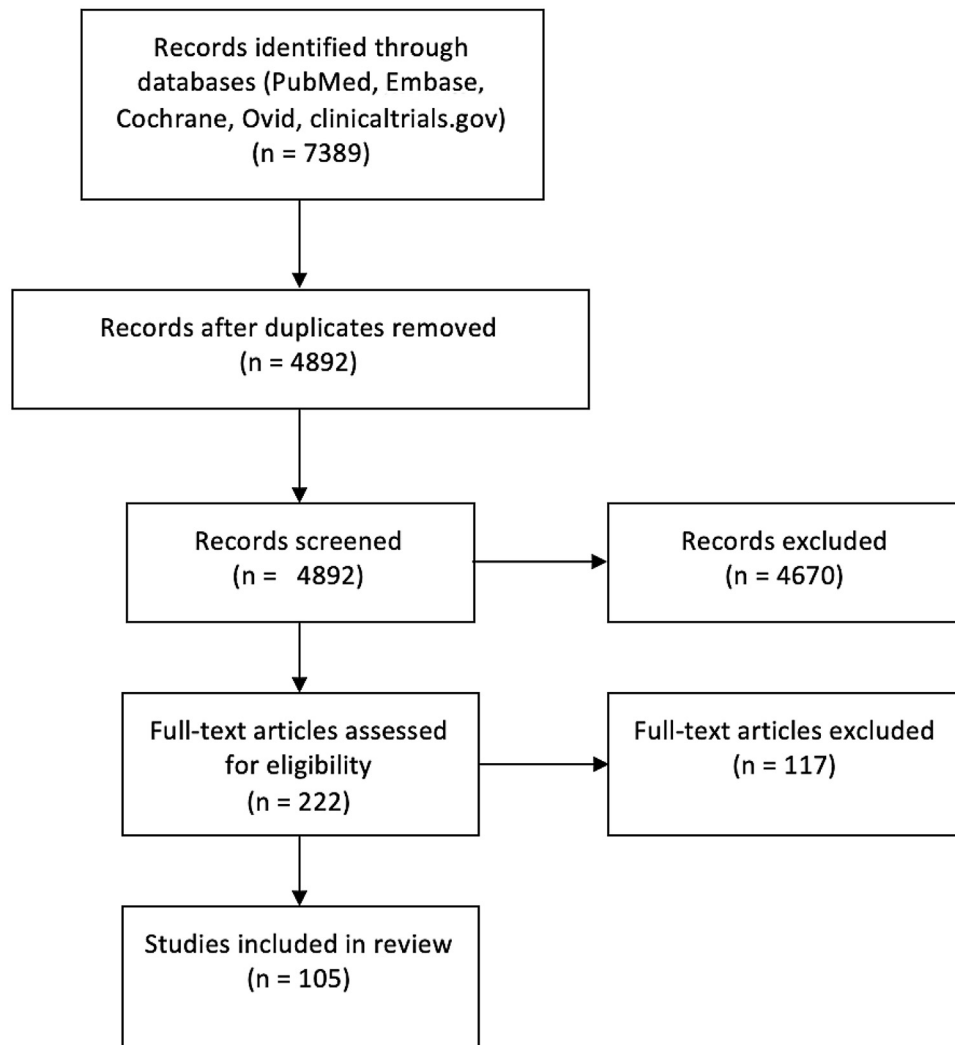 Records identified through
databases (PubMed, Embase,
Cochrane, Ovid, clinicaltrials.gov)
(n = 7389)
Records after duplicates removed
(n = 4892)
Records screened
(n =   4892)
Records excluded
(n = 4670)
Full-text articles assessed
for eligibility
(n = 222)
Full-text articles excluded
(n = 117)
Studies included in review
(n = 105)